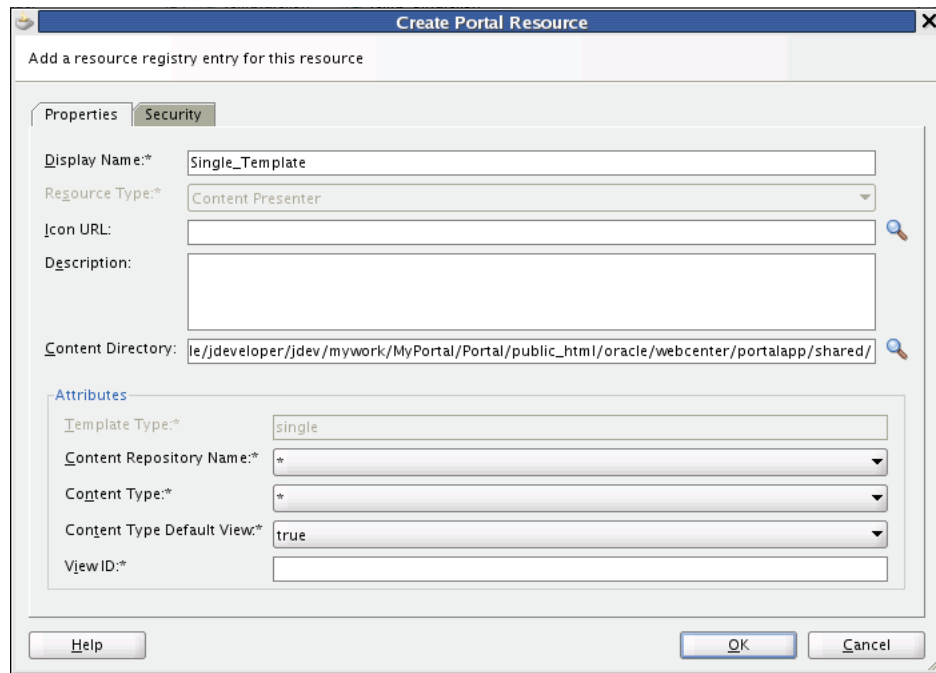 Create Portal Resource
Add a resource registry entry for this resource
Properties Security
Display Name:* Single_Template
Resource Type:* Content Presenter
Icon URL:
Description:
Content Directory: le/jdeveloper/jdev/mywork/MyPortal/Portal/public_html/oracle/webcenter/portalapp/shared/
Attributes
Template Type:* single
Content Repository Name:* *
Content Type:* *
Content Type Default View:* true
View ID:*
Help OK Cancel